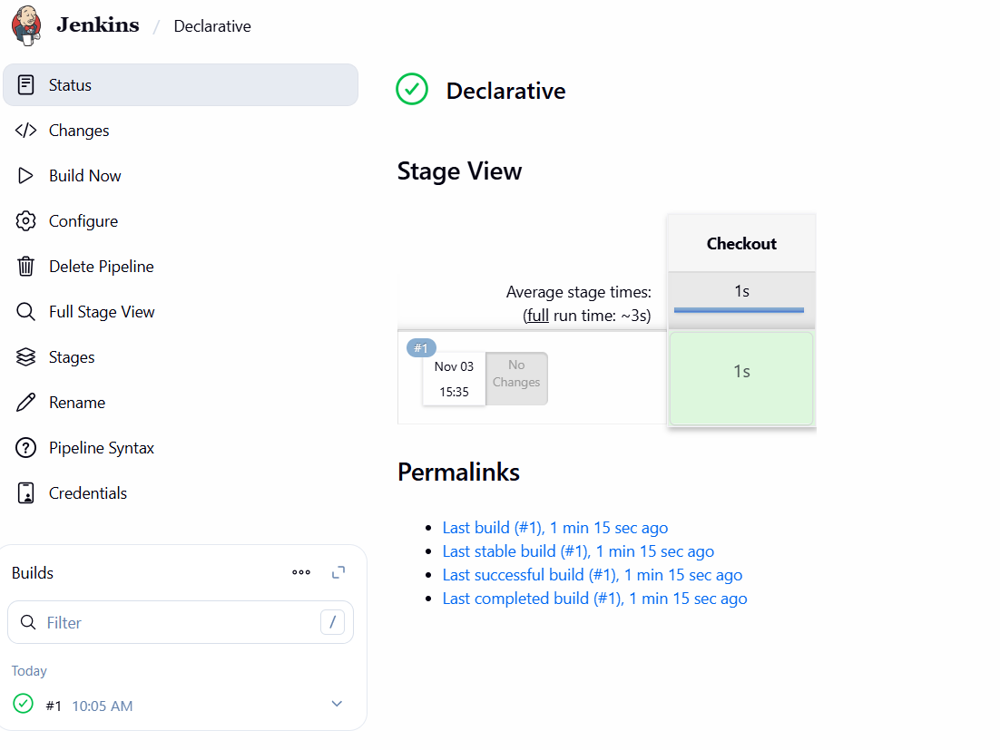 Jenkins / Declarative
Status
Changes
Build Now
Configure
Delete Pipeline
Full Stage View
Stages
Rename
Pipeline Syntax
Credentials
Builds
Filter /
Today
#1 10:05 AM
Declarative
Stage View
Checkout
Average stage times: 1s
(full run time: ~3s)
#1
Nov 03 No
Changes 1s
15:35
Permalinks
Last build (#1), 1 min 15 sec ago
Last stable build (#1), 1 min 15 sec ago
Last successful build (#1), 1 min 15 sec ago
Last completed build (#1), 1 min 15 sec ago